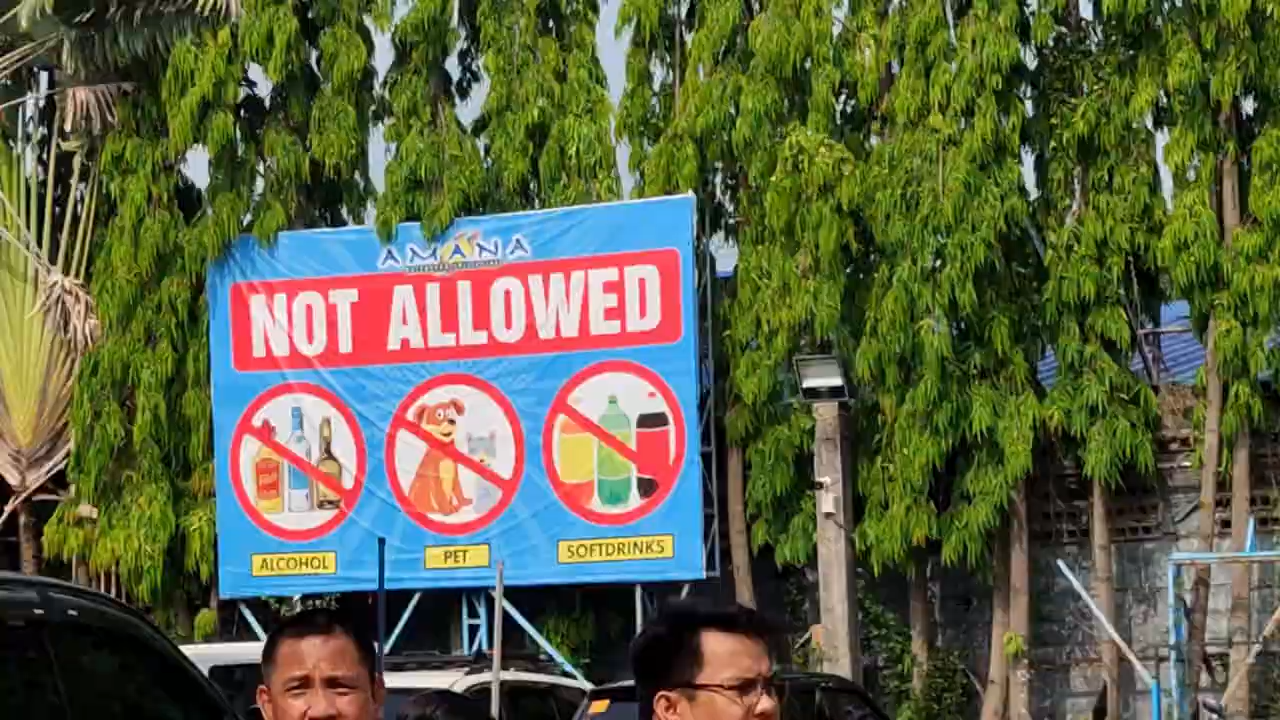 AMANA
NOT ALLOWED
ALCOHOL
PET
SOFTDRINKS